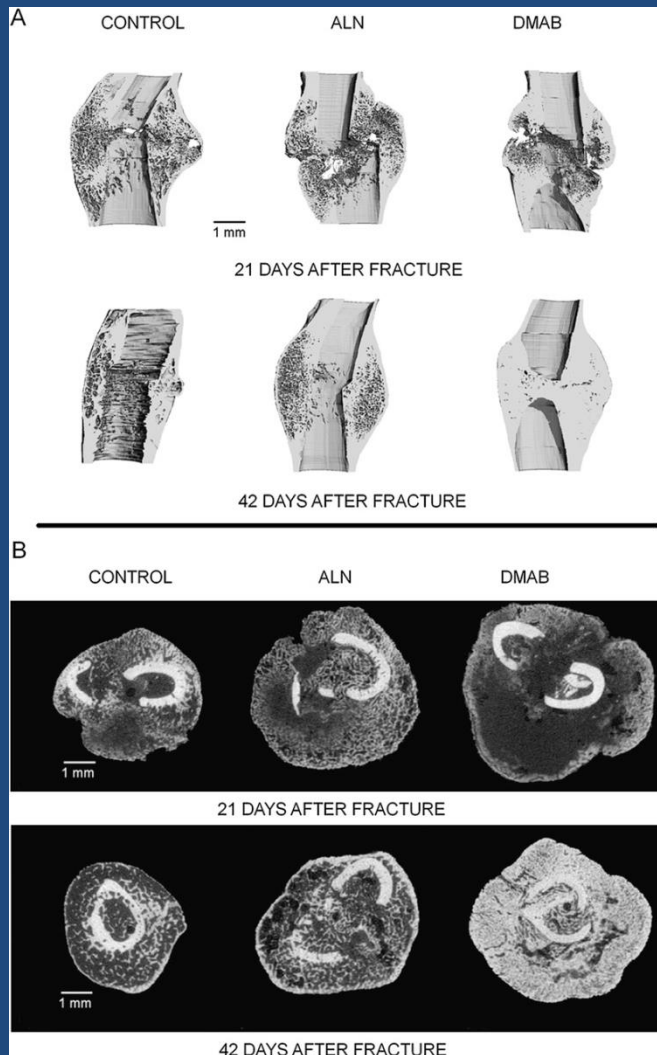 A
CONTROL ALN DMAB
1 mm
21 DAYS AFTER FRACTURE
42 DAYS AFTER FRACTURE
B
CONTROL ALN DMAB
1 mm
21 DAYS AFTER FRACTURE
1 mm
42 DAYS AFTER FRACTURE